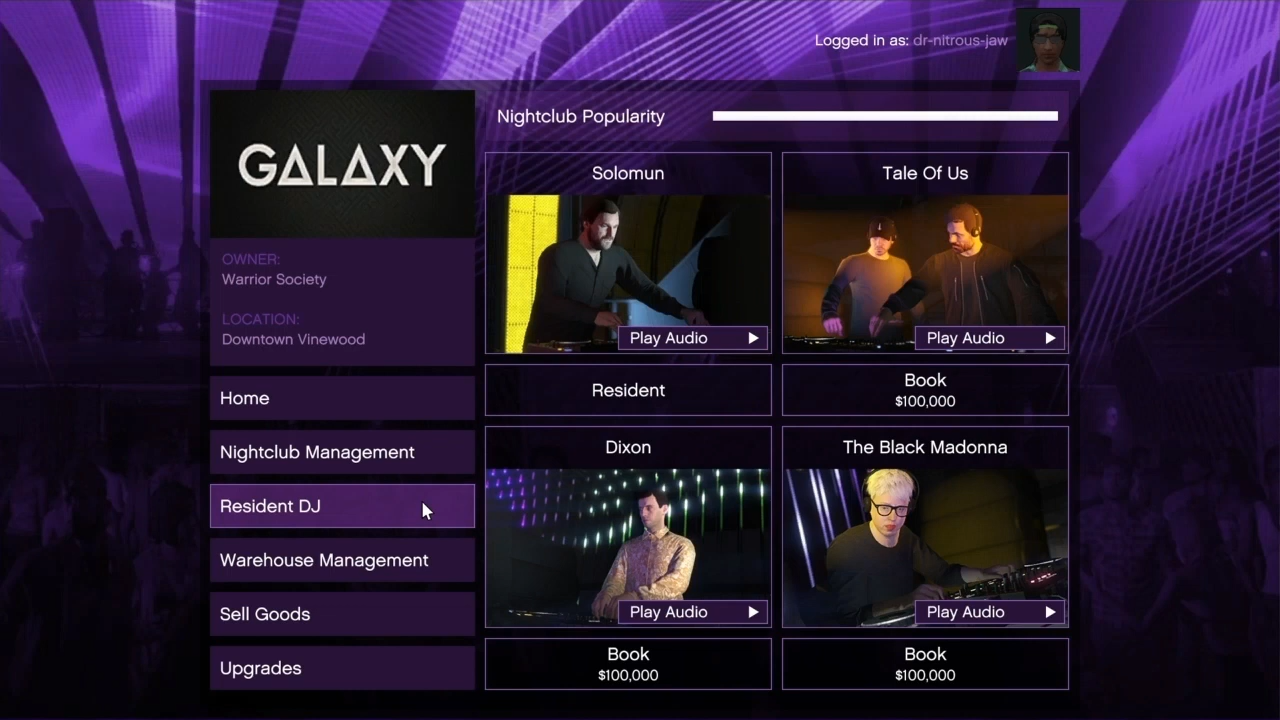 Logged in as: dr-nitrous-jaw
GALAXY
OWNER:
Warrior Society
LOCATION:
Downtown Vinewood
Home
Nightclub Management
Resident DJ
Warehouse Management
Sell Goods
Upgrades
Nightclub Popularity
Solomun
Play Audio
Resident
Tale Of Us
Play Audio
Book
$100,000
Dixon
Play Audio
Book
$100,000
The Black Madonna
Play Audio
Book
$100,000